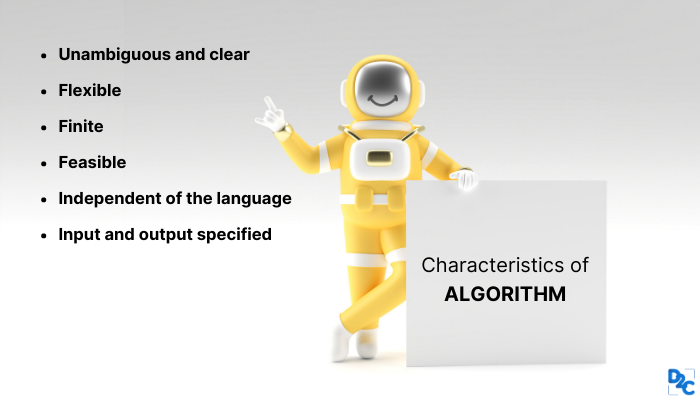 • Unambiguous and clear
• Flexible
• Finite
• Feasible
• Independent of the language
• Input and output specified
Characteristics of
ALGORITHM
D2C